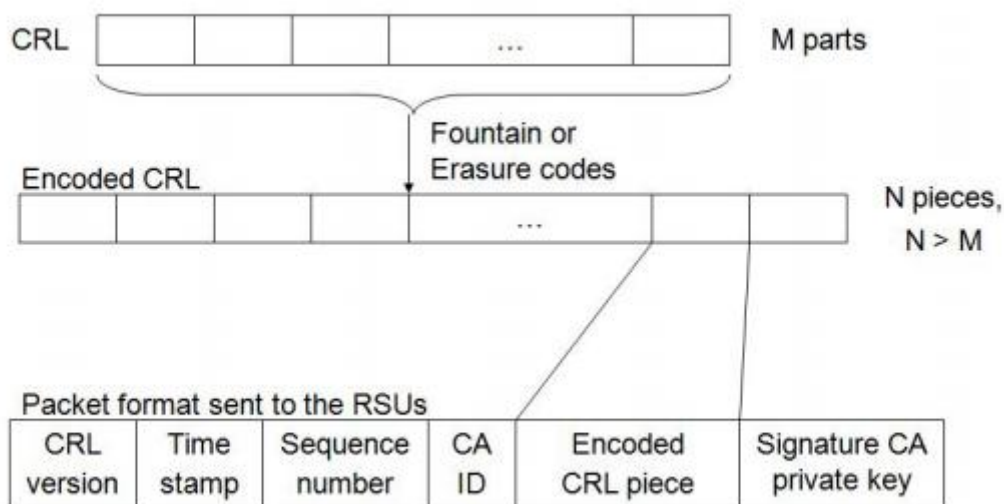 CRL
...
M parts
Fountain or
Erasure codes
Encoded CRL
...
N pieces,
N > M
Packet format sent to the RSUs
CRL
version
Time
stamp
Sequence
number
CA
ID
Encoded
CRL piece
Signature CA
private key